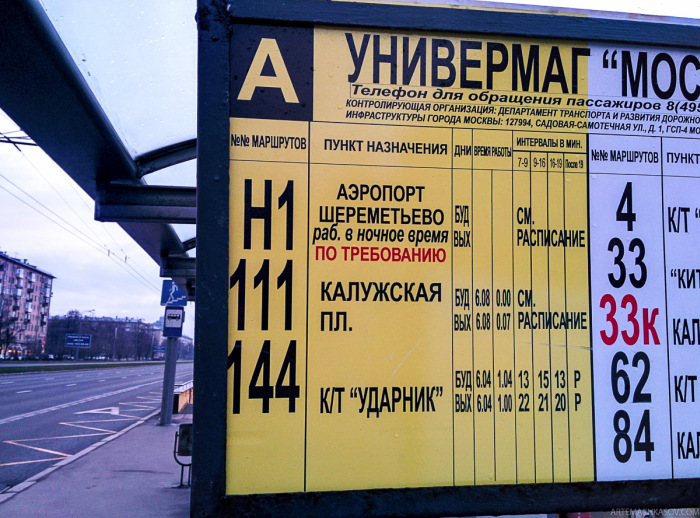 А
УНИВЕРМАГ "МОС
Телефон для обращения пассажиров 8(495
КОНТРОЛИРУЮЩАЯ ОРГАНИЗАЦИЯ: ДЕПАРТАМЕНТ ТРАНСПОРТА И РАЗВИТИЯ ДОРОЖНО
ИНФРАСТРУКТУРЫ ГОРОДА МОСКВЫ: 127994, САДОВАЯ-САМОТЕЧНАЯ УЛ., Д. 1, ГСП-4 МО
№№ МАРШРУТОВ
ПУНКТ НАЗНАЧЕНИЯ
ДНИ
ВРЕМЯ РАБОТЫ
ИНТЕРВАЛЫ В МИН.
7-9 9-16 16-19 После 19
Н1
АЭРОПОРТ
ШЕРЕМЕТЬЕВО
раб. в ночное время
ПО ТРЕБОВАНИЮ
БУД СМ.
ВЫХ РАСПИСАНИЕ
111
КАЛУЖСКАЯ
ПЛ.
БУД 6.08 0.00 СМ.
ВЫХ 6.08 0.07 РАСПИСАНИЕ
144
К/Т "УДАРНИК"
БУД 6.04 1.04 13 15 13 Р
ВЫХ 6.04 1.00 22 21 20 Р
№№ МАРШРУТОВ
ПУНКТ
4
К/Т
33
"КИТ
33к
КАЛ
62
К/Т
84
КАЛ
ARTEMKASHKASOV.COM